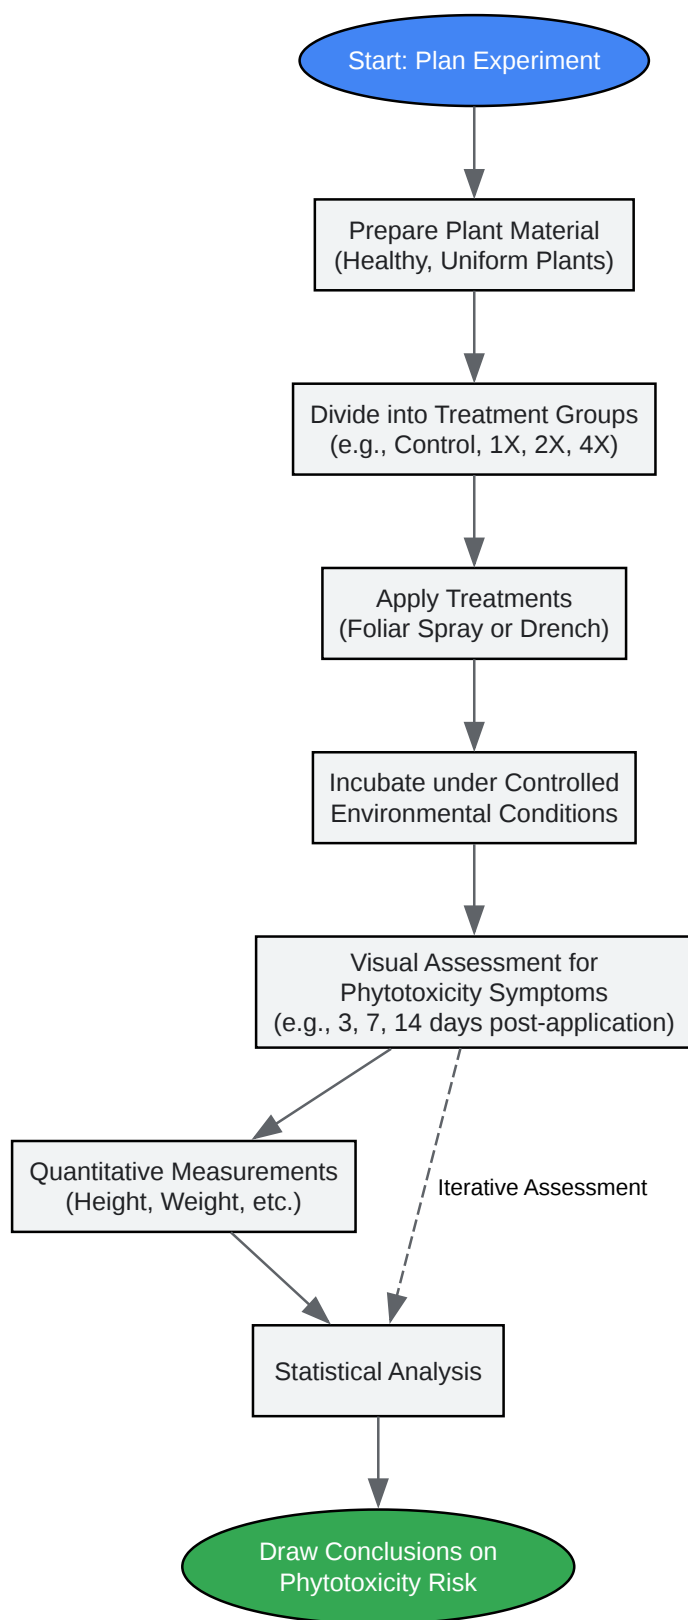 Start: Plan Experiment
Prepare Plant Material
(Healthy, Uniform Plants)
Divide into Treatment Groups
(e.g., Control, 1X, 2X, 4X)
Apply Treatments
(Foliar Spray or Drench)
Incubate under Controlled
Environmental Conditions
Visual Assessment for
Phytotoxicity Symptoms
(e.g., 3, 7, 14 days post-application)
Quantitative Measurements
(Height, Weight, etc.)
Iterative Assessment
Statistical Analysis
Draw Conclusions on
Phytotoxicity Risk